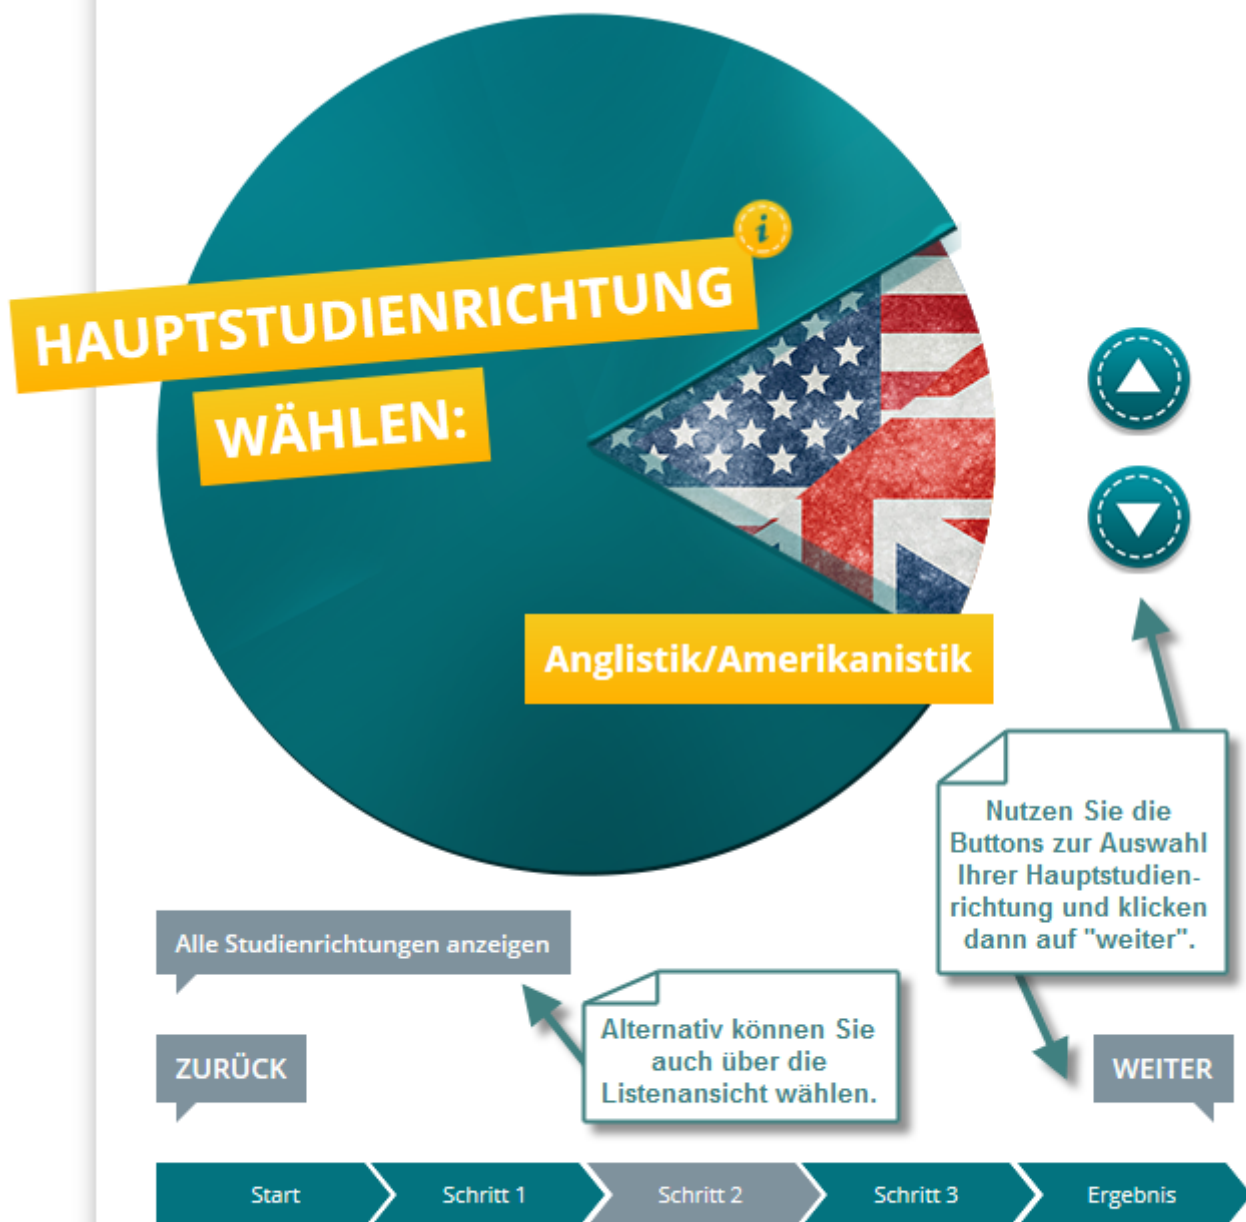 i
HAUPTSTUDIENRICHTUNG
WÄHLEN:
Anglistik/Amerikanistik
Nutzen Sie die
Buttons zur Auswahl
Ihrer Hauptstudien-
richtung und klicken
dann auf "weiter".
Alle Studienrichtungen anzeigen
Alternativ können Sie
auch über die
Listenansicht wählen.
ZURÜCK
WEITER
Start
Schritt 1
Schritt 2
Schritt 3
Ergebnis